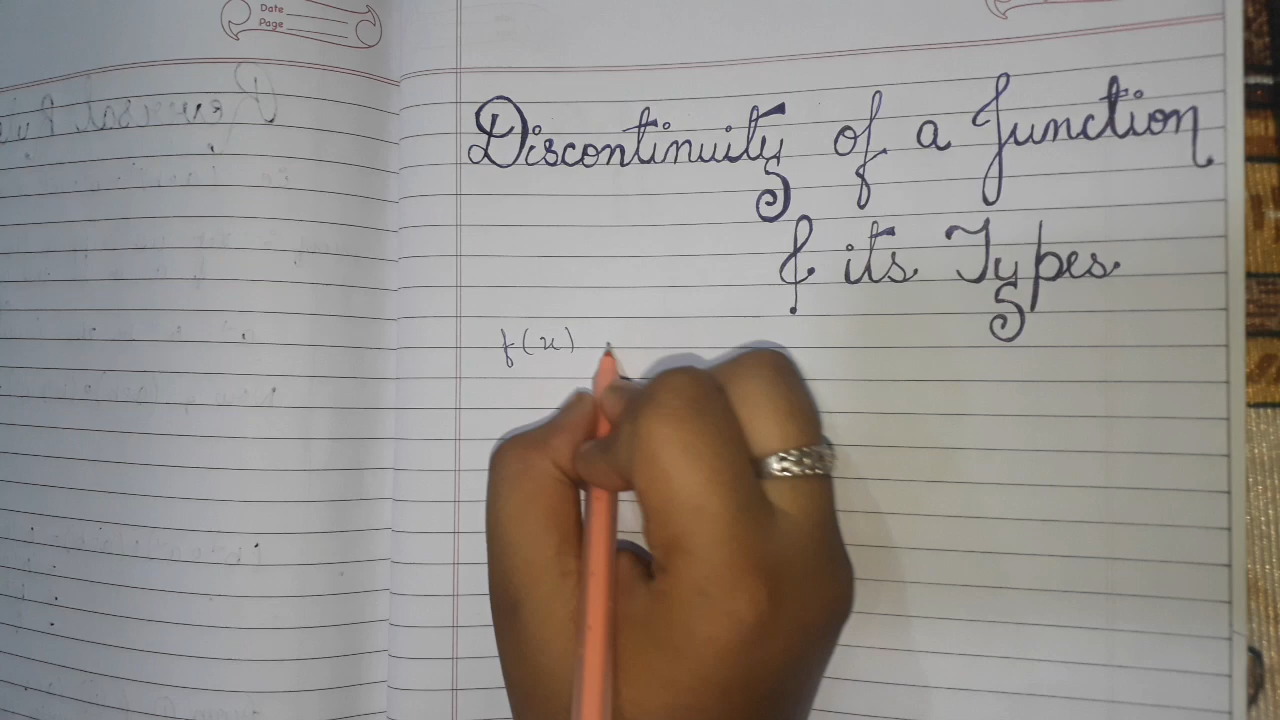 Date
Page
Discontinuity of a Function
& its Types
f(x)